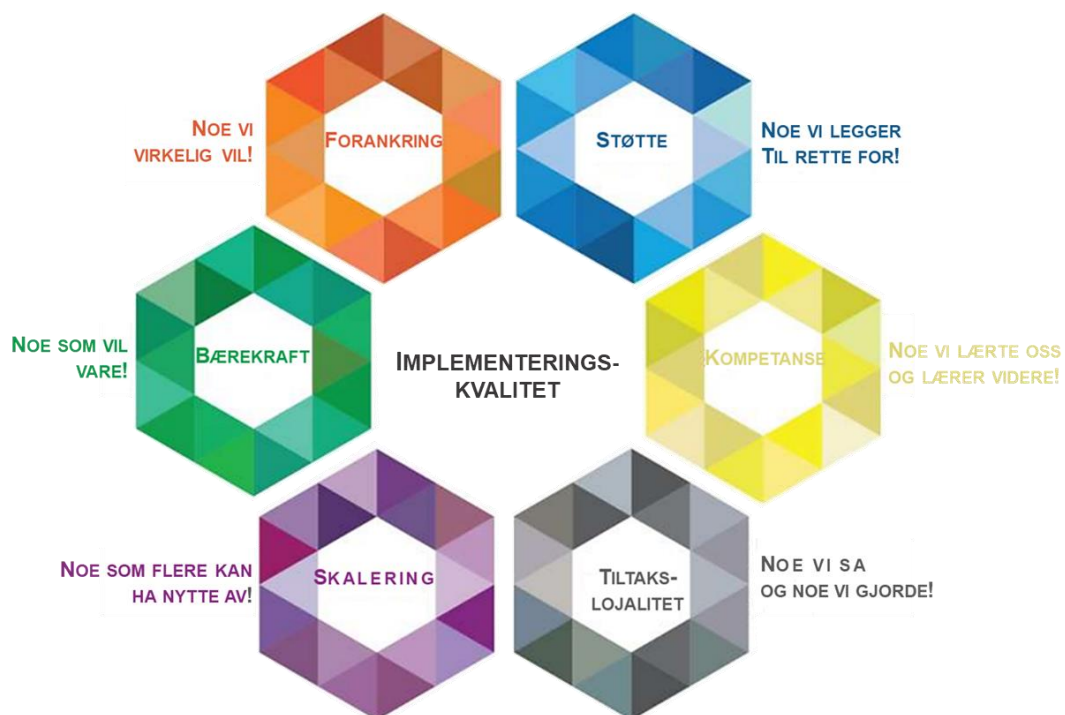 NOE VI
VIRKELIG VIL!
FORANKRING
STØTTE
NOE VI LEGGER
TIL RETTE FOR!
NOE SOM VIL
VARE!
BÆREKRAFT
IMPLEMENTERINGS-
KVALITET
KOMPETANSE
NOE VI LÆRTE OSS
OG LÆRER VIDERE!
NOE SOM FLERE KAN
HA NYTTE AV!
SKALERING
TILTAKS-
LOJALITET
NOE VI SA
OG NOE VI GJORDE!